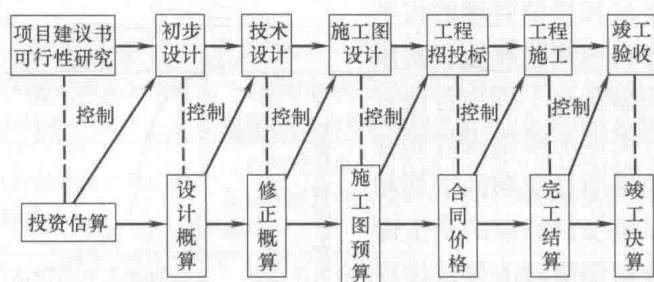 项目建议书
可行性研究
初步
设计
技术
设计
施工图
设计
工程
招投标
工程
施工
竣工
验收
控制
控制
控制
控制
控制
控制
投资估算
设计概算
修正概算
施工图预算
合同价格
完工结算
竣工决算